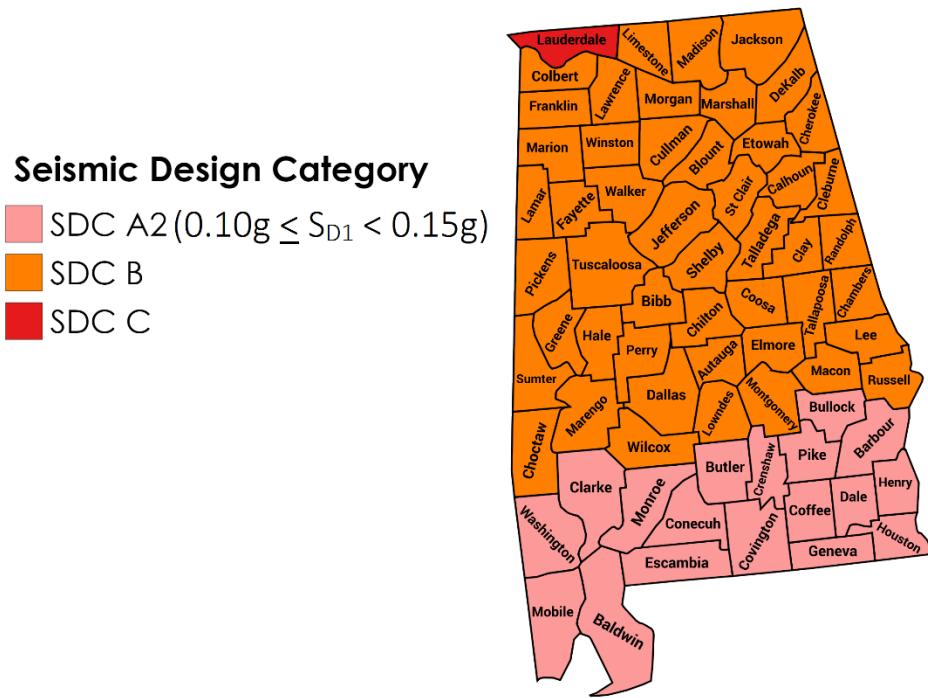 Seismic Design Category
SDC A2 (0.10g ≤ S_D1 < 0.15g)
SDC B
SDC C
Lauderdale
Limestone
Madison
Jackson
Colbert
Lawrence
Morgan
Marshall
DeKalb
Franklin
Cherokee
Marion
Winston
Cullman
Blount
Etowah
Lamar
Fayette
Walker
Jefferson
St Clair
Calhoun
Cleburne
Pickens
Tuscaloosa
Shelby
Talladega
Clay
Randolph
Bibb
Chilton
Coosa
Tallapoosa
Chambers
Greene
Hale
Perry
Autauga
Elmore
Lee
Sumter
Marengo
Dallas
Lowndes
Montgomery
Macon
Russell
Bullock
Choctaw
Wilcox
Butler
Crenshaw
Pike
Barbour
Clarke
Monroe
Conecuh
Covington
Coffee
Dale
Henry
Washington
Escambia
Geneva
Houston
Mobile
Baldwin